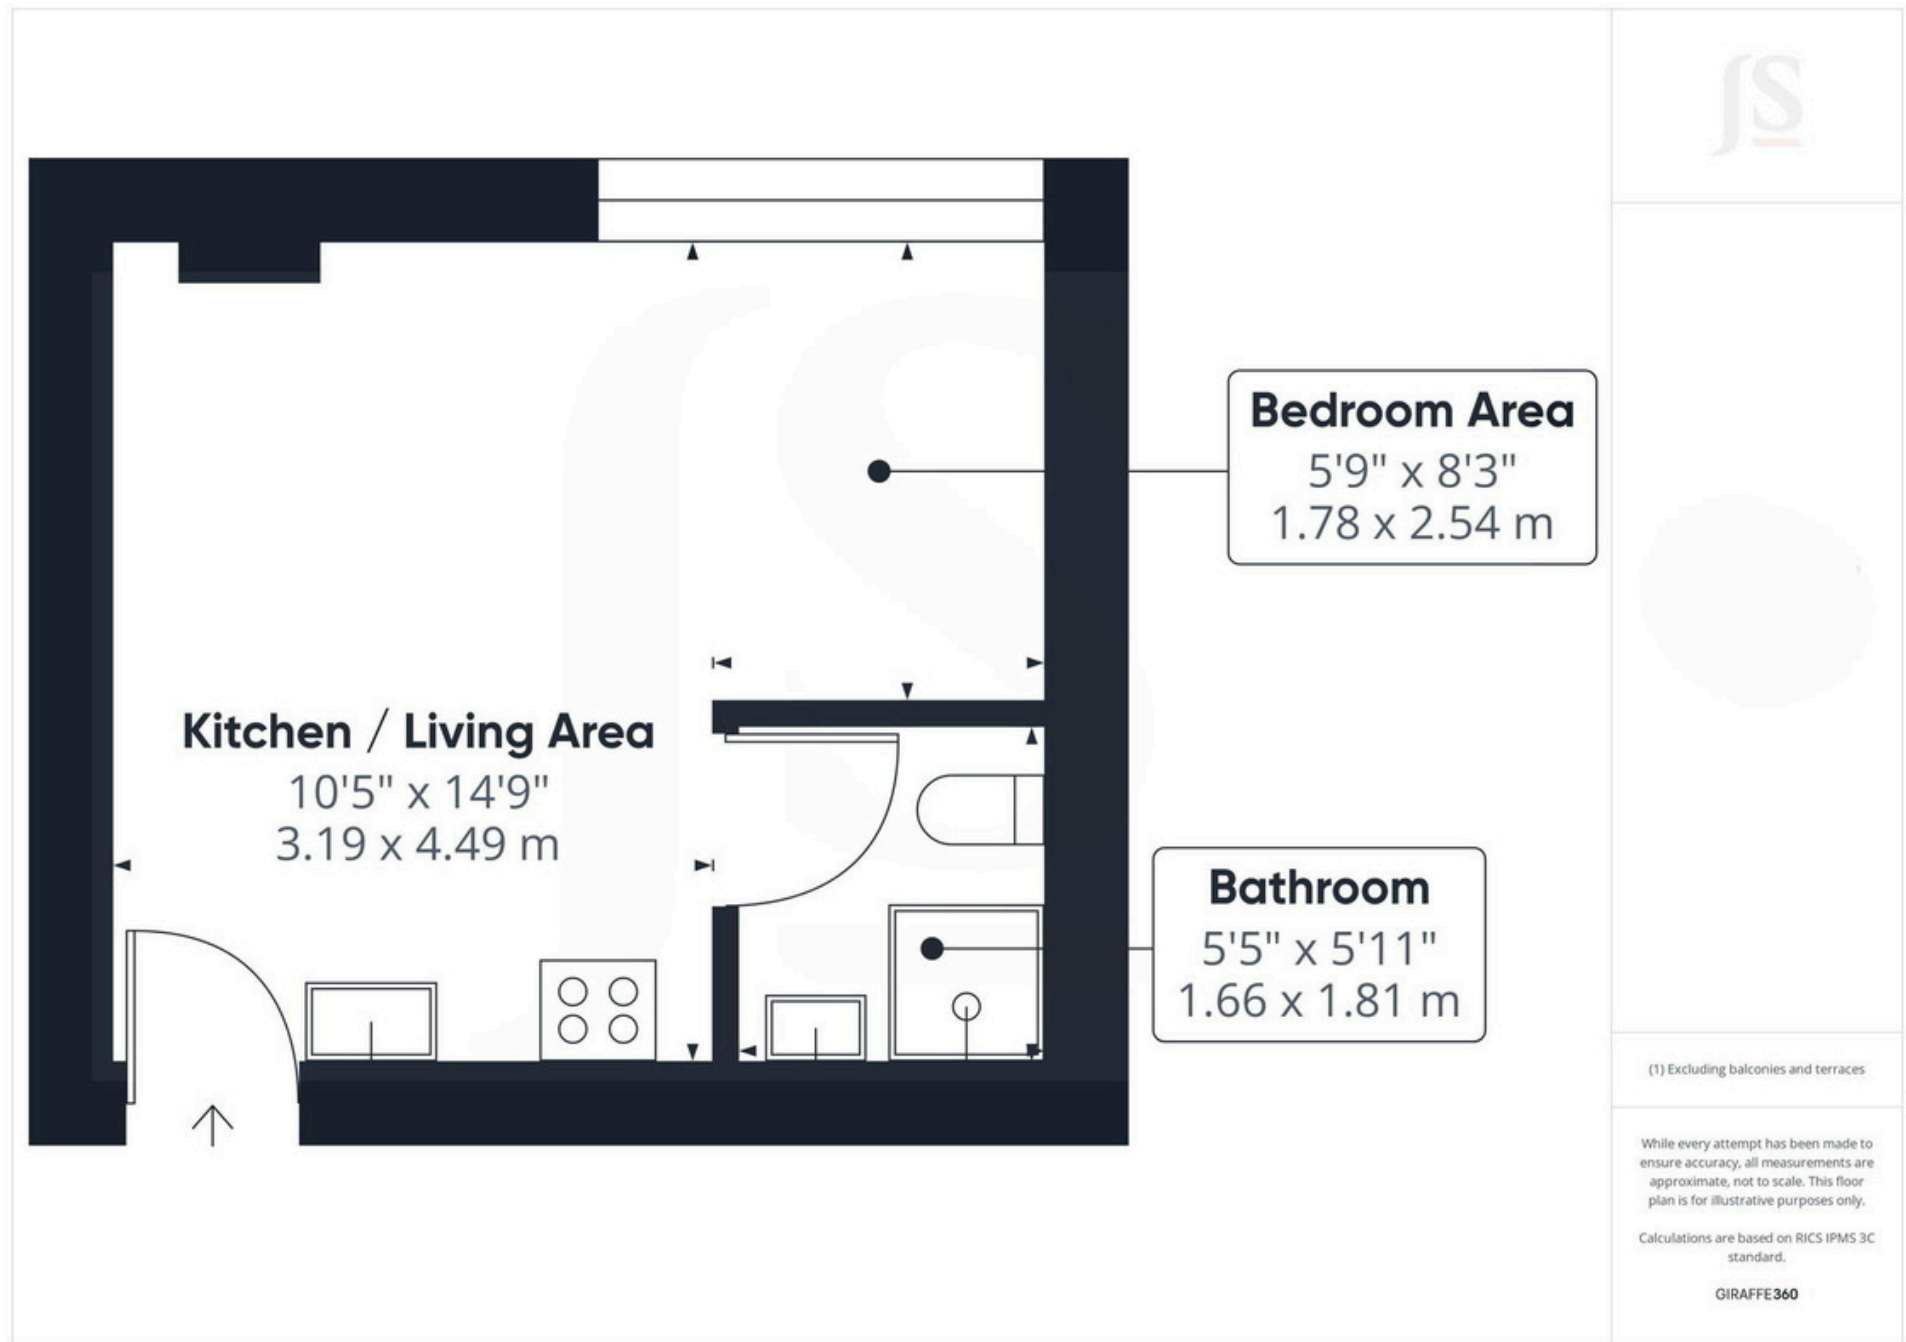 JS
Bedroom Area
5'9" x 8'3"
1.78 x 2.54 m
Kitchen / Living Area
10'5" x 14'9"
3.19 x 4.49 m
Bathroom
5'5" x 5'11"
1.66 x 1.81 m
(1) Excluding balconies and terraces
While every attempt has been made to
ensure accuracy, all measurements are
approximate, not to scale. This floor
plan is for illustrative purposes only.
Calculations are based on RICS IPMS 3C
standard.
GIRAFFE360